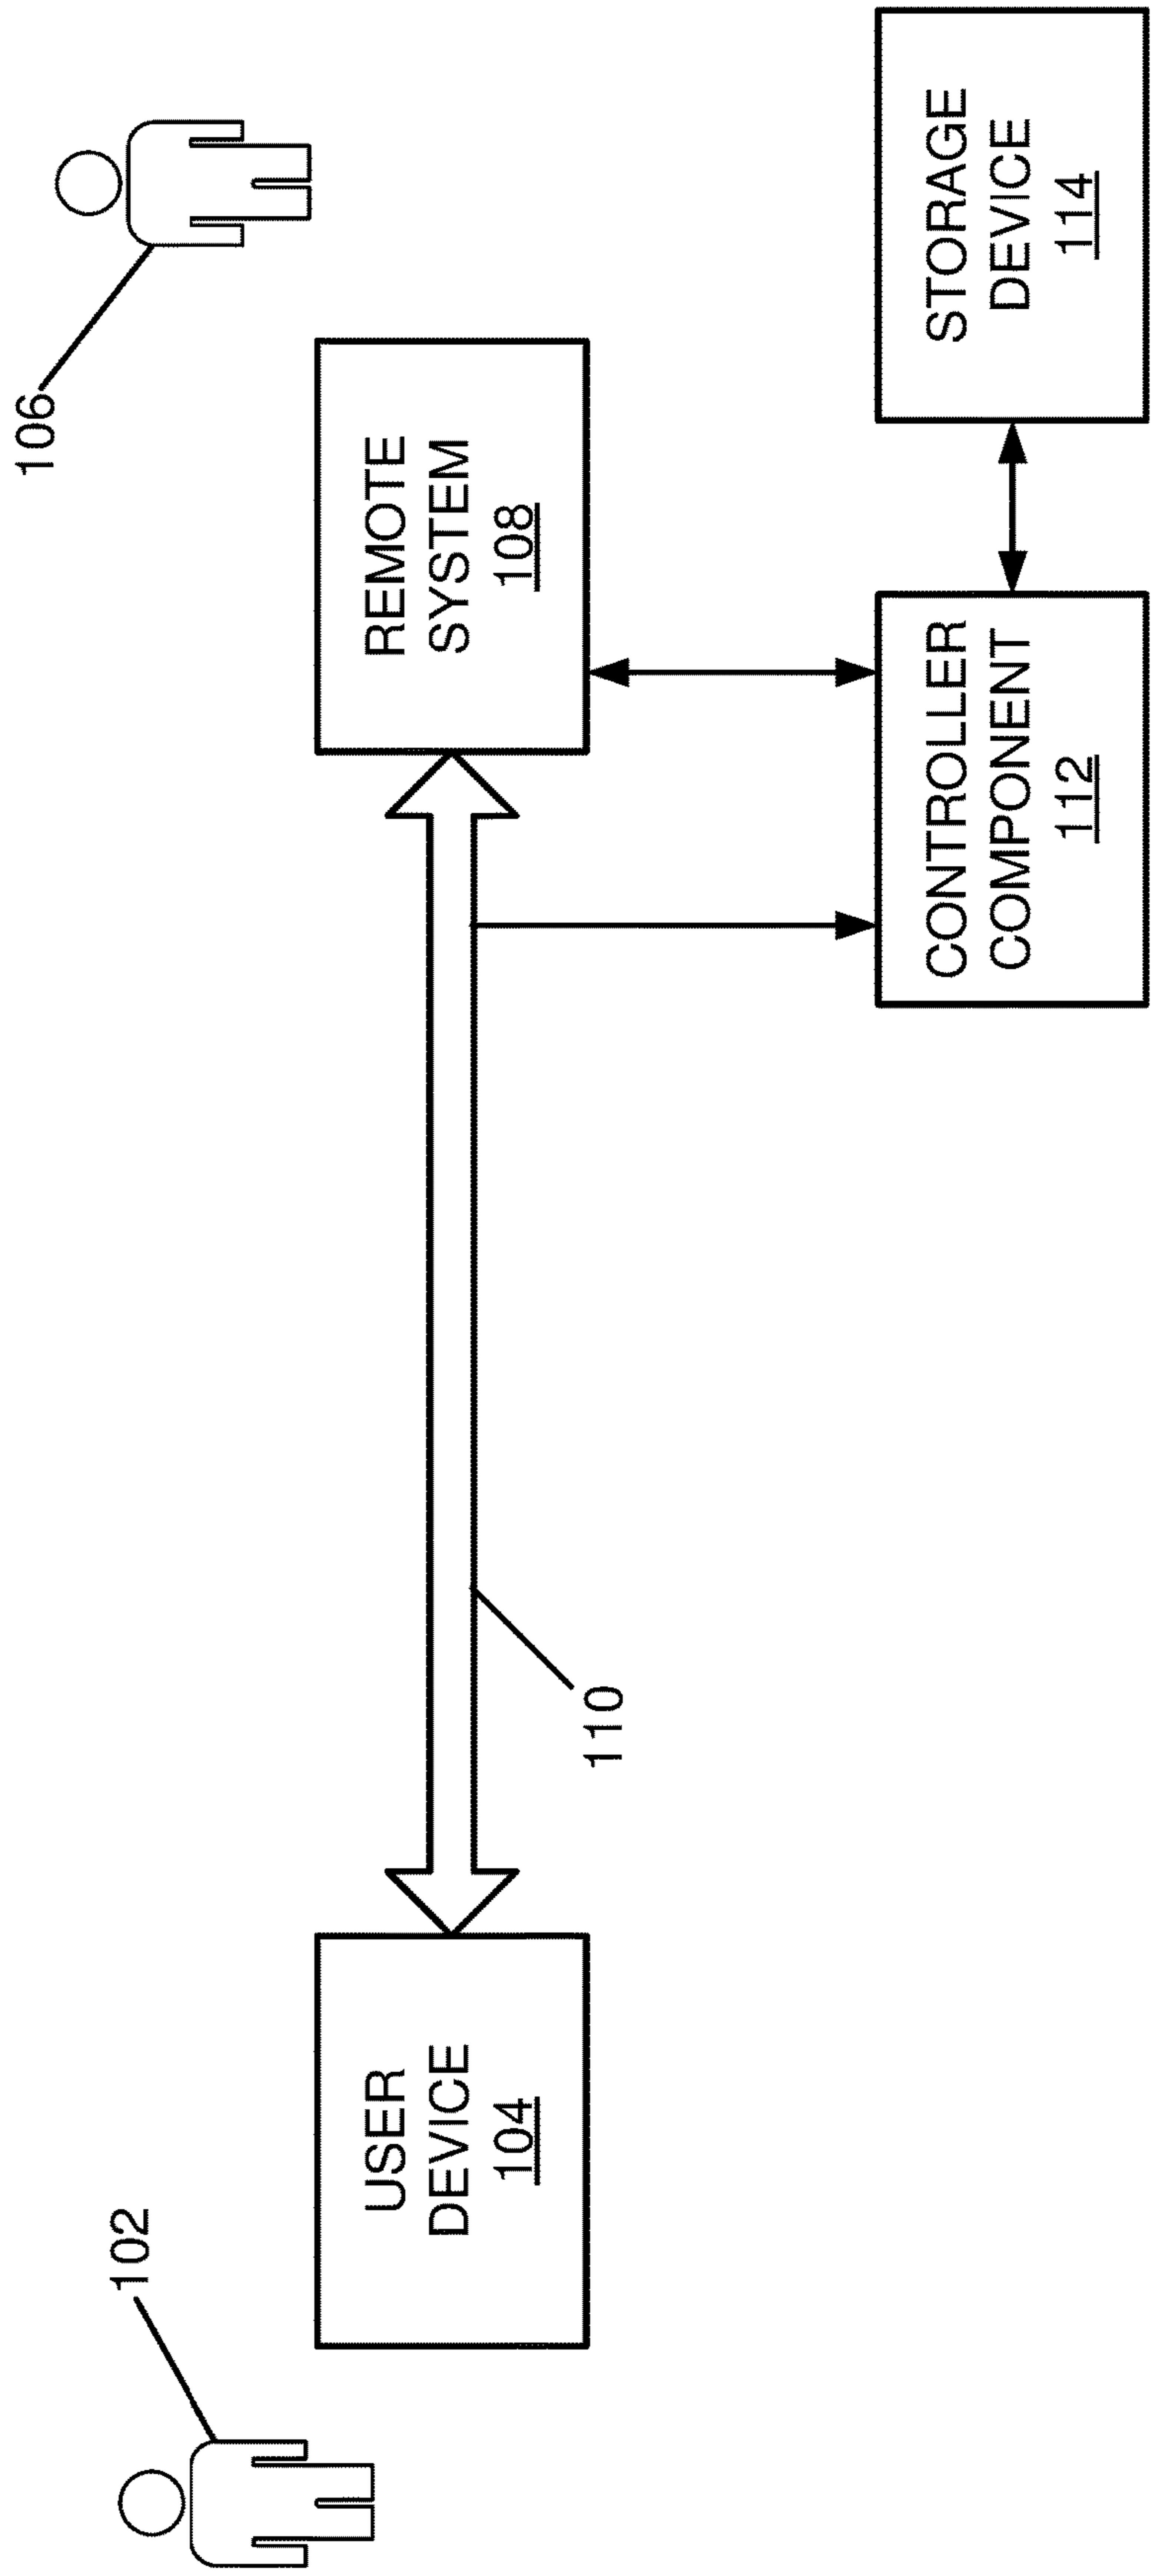 102
106
USER
DEVICE
104
110
REMOTE
SYSTEM
108
CONTROLLER
COMPONENT
112
STORAGE
DEVICE
114